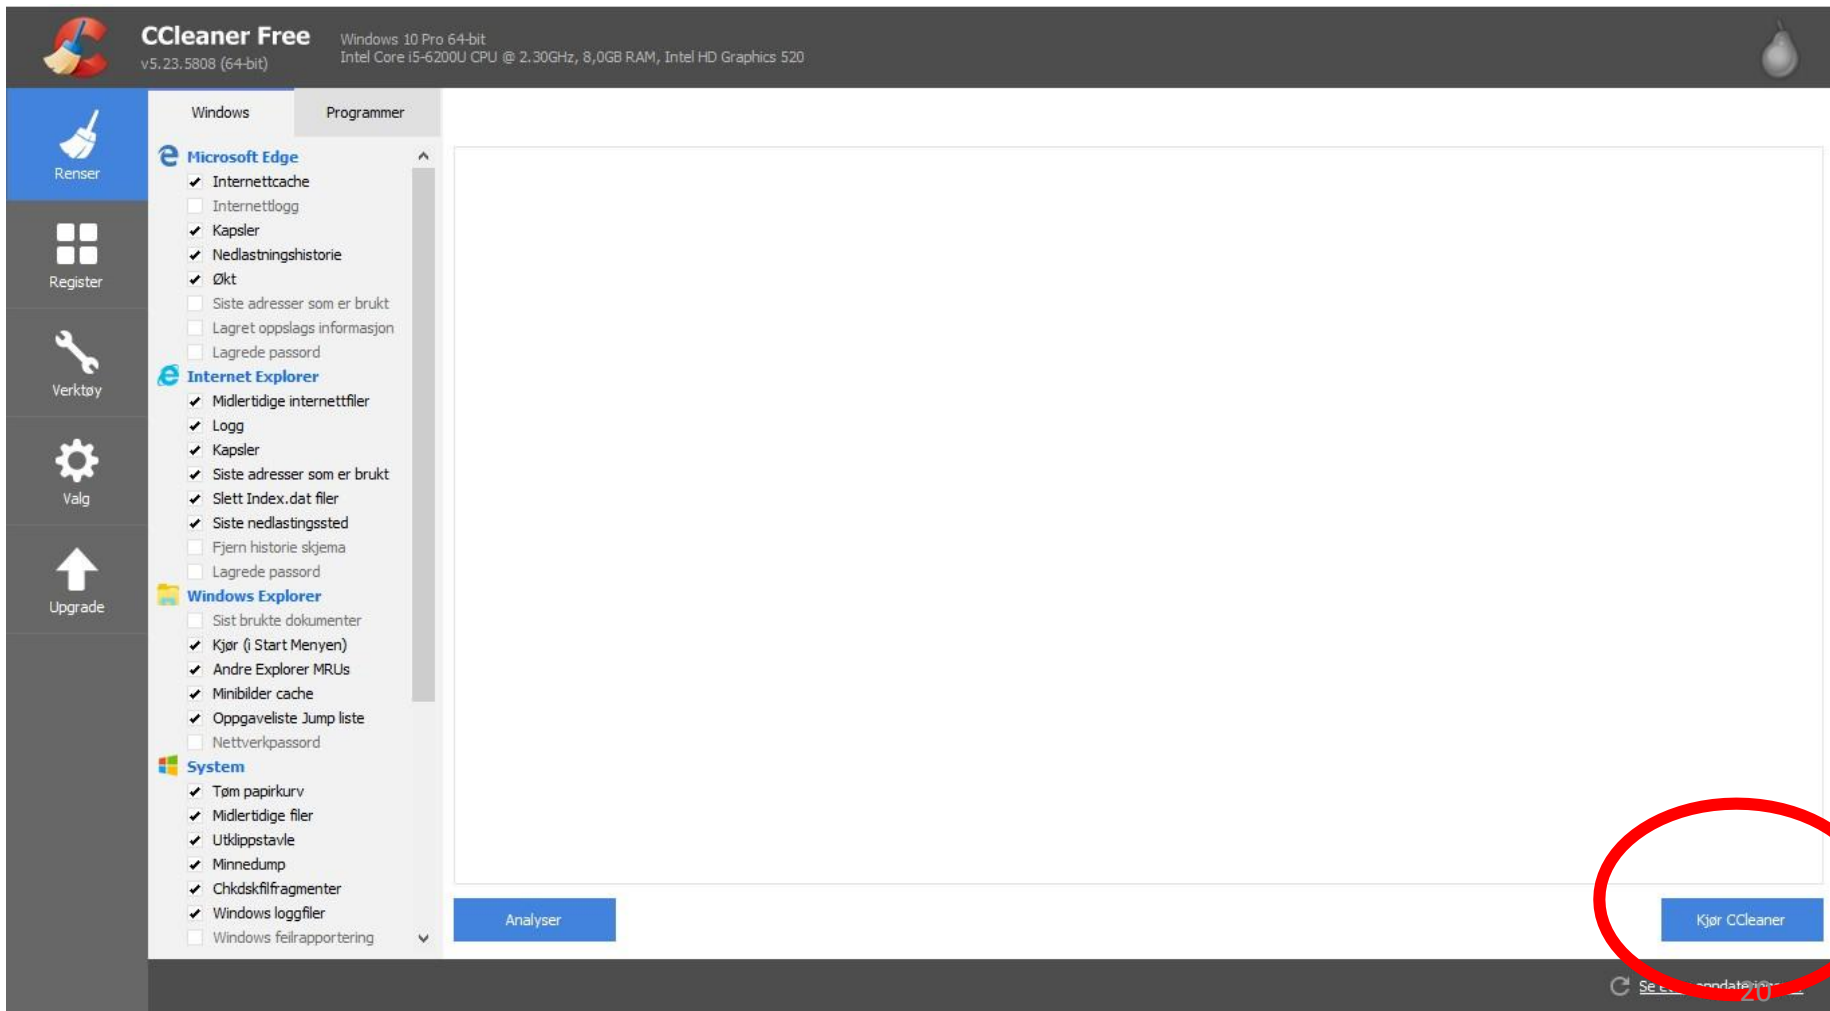 CCleaner Free
v5.23.5808 (64-bit)
Windows 10 Pro 64-bit
Intel Core i5-6200U CPU @ 2.30GHz, 8,0GB RAM, Intel HD Graphics 520
Renser
Register
Verktøy
Valg
Upgrade
Windows
Programmer
Microsoft Edge
Internettcache
Internettlogg
Kapsler
Nedlastningshistorie
Økt
Siste adresser som er brukt
Lagret oppslags informasjon
Lagrede passord
Internet Explorer
Midlertidige internettfiler
Logg
Kapsler
Siste adresser som er brukt
Slett Index.dat filer
Siste nedlastingssted
Fjern historie skjema
Lagrede passord
Windows Explorer
Sist brukte dokumenter
Kjør (i Start Menyen)
Andre Explorer MRUs
Minibilder cache
Oppgaveliste Jump liste
Nettverkpassord
System
Tøm papirkurv
Midlertidige filer
Utklippstavle
Minnedump
Chkdskfilfragmenter
Windows loggfiler
Windows feilrapportering
Analyser
Kjør CCleaner
Se
20